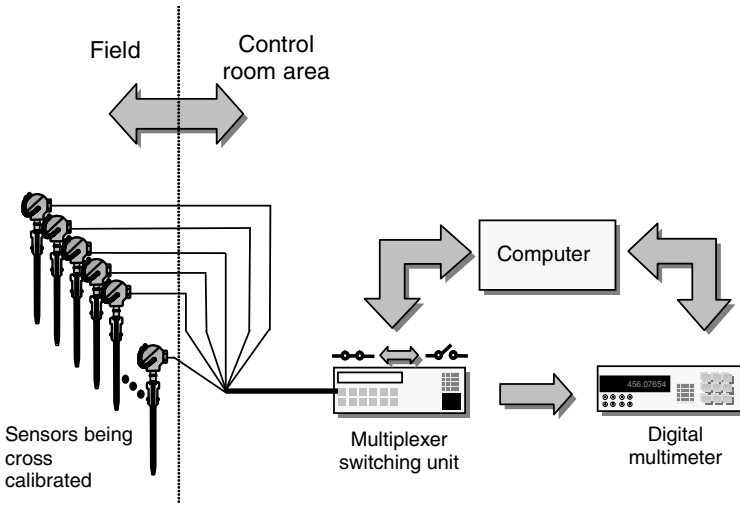 Field
Control
room area
Computer
456.07654
Sensors being
cross
calibrated
Multiplexer
switching unit
Digital
multimeter